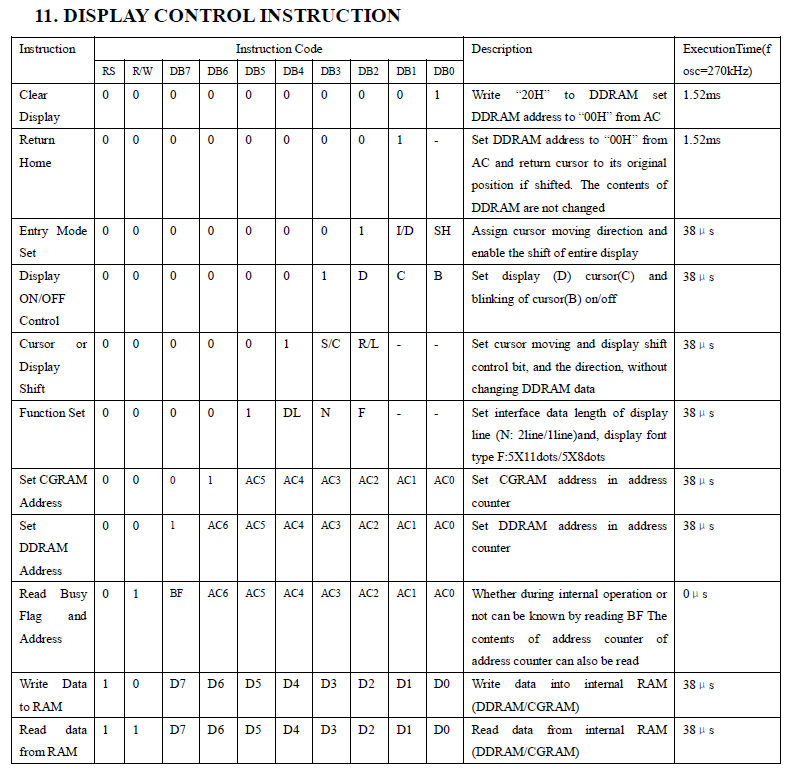 11. DISPLAY CONTROL INSTRUCTION
Instruction Instruction Code Description ExecutionTime(f
RS R/W DB7 DB6 DB5 DB4 DB3 DB2 DB1 DB0 osc=270kHz)
Clear 0 0 0 0 0 0 0 0 0 1 Write “20H” to DDRAM set 1.52ms
Display DDRAM address to “00H” from AC
Return 0 0 0 0 0 0 0 0 1 - Set DDRAM address to “00H” from 1.52ms
Home AC and return cursor to its original
position if shifted. The contents of
DDRAM are not changed
Entry Mode 0 0 0 0 0 0 0 1 I/D SH Assign cursor moving direction and 38μs
Set enable the shift of entire display
Display 0 0 0 0 0 0 1 D C B Set display (D) cursor(C) and 38μs
ON/OFF blinking of cursor(B) on/off
Control
Cursor or 0 0 0 0 0 1 S/C R/L - - Set cursor moving and display shift 38μs
Display control bit, and the direction, without
Shift changing DDRAM data
Function Set 0 0 0 0 1 DL N F - - Set interface data length of display 38μs
line (N: 2line/1line)and, display font
type F:5X11dots/5X8dots
Set CGRAM 0 0 0 1 AC5 AC4 AC3 AC2 AC1 AC0 Set CGRAM address in address 38μs
Address counter
Set 0 0 1 AC6 AC5 AC4 AC3 AC2 AC1 AC0 Set DDRAM address in address 38μs
DDRAM counter
Address
Read Busy 0 1 BF AC6 AC5 AC4 AC3 AC2 AC1 AC0 Whether during internal operation or 0μs
Flag and not can be known by reading BF The
Address contents of address counter of
address counter can also be read
Write Data 1 0 D7 D6 D5 D4 D3 D2 D1 D0 Write data into internal RAM 38μs
to RAM (DDRAM/CGRAM)
Read data 1 1 D7 D6 D5 D4 D3 D2 D1 D0 Read data from internal RAM 38μs
from RAM (DDRAM/CGRAM)